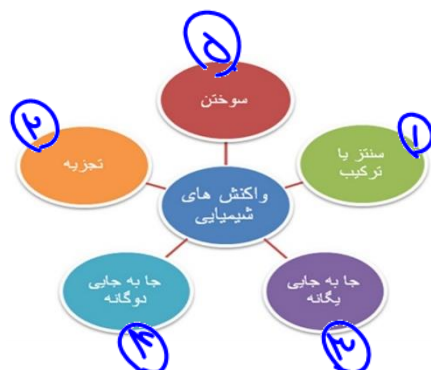 ۵
سوختن
۱
سنتز یا
ترکیب
۲
تجزیه
واکنش های
شیمیایی
جا به جایی
یگانه
۳
جا به جایی
دوگانه
۴